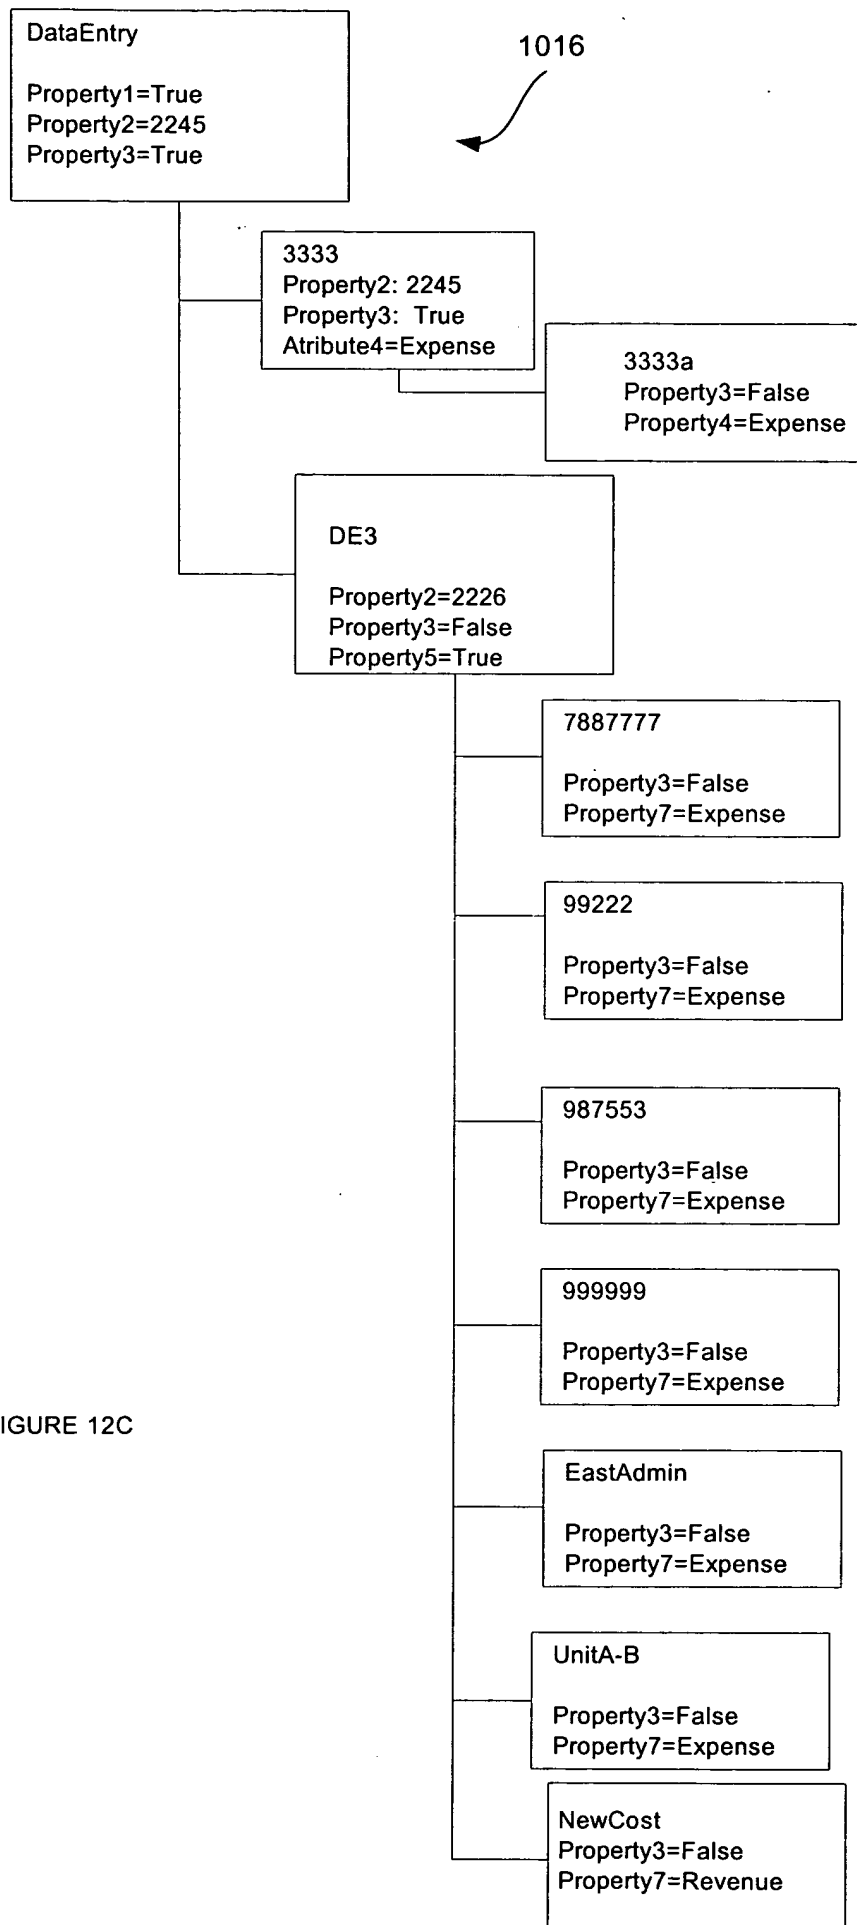 DataEntry
Property1=True
Property2=2245
Property3=True
1016
3333
Property2: 2245
Property3: True
Atribute4=Expense
3333a
Property3=False
Property4=Expense
DE3
Property2=2226
Property3=False
Property5=True
7887777
Property3=False
Property7=Expense
99222
Property3=False
Property7=Expense
987553
Property3=False
Property7=Expense
999999
Property3=False
Property7=Expense
IGURE 12C
EastAdmin
Property3=False
Property7=Expense
UnitA-B
Property3=False
Property7=Expense
NewCost
Property3=False
Property7=Revenue